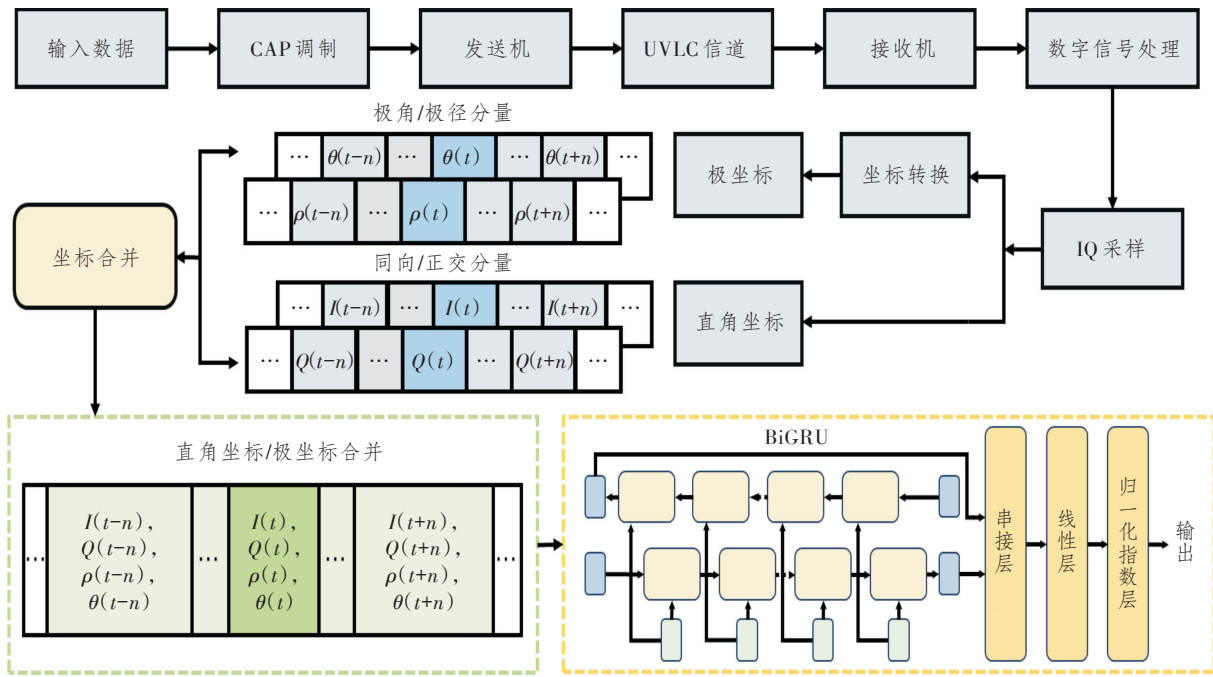 输入数据
CAP调制
发送机
UVLC信道
接收机
数字信号处理
极角/极径分量
… θ(t−n) … θ(t) … θ(t+n) …
… ρ(t−n) … ρ(t) … ρ(t+n) …
极坐标
坐标转换
坐标合并
IQ采样
同向/正交分量
… I(t−n) … I(t) … I(t+n) …
… Q(t−n) … Q(t) … Q(t+n) …
直角坐标
直角坐标/极坐标合并
… I(t−n), Q(t−n), ρ(t−n), θ(t−n) … I(t), Q(t), ρ(t), θ(t) … I(t+n), Q(t+n), ρ(t+n), θ(t+n) …
BiGRU
串接层
线性层
归一化指数层
输出